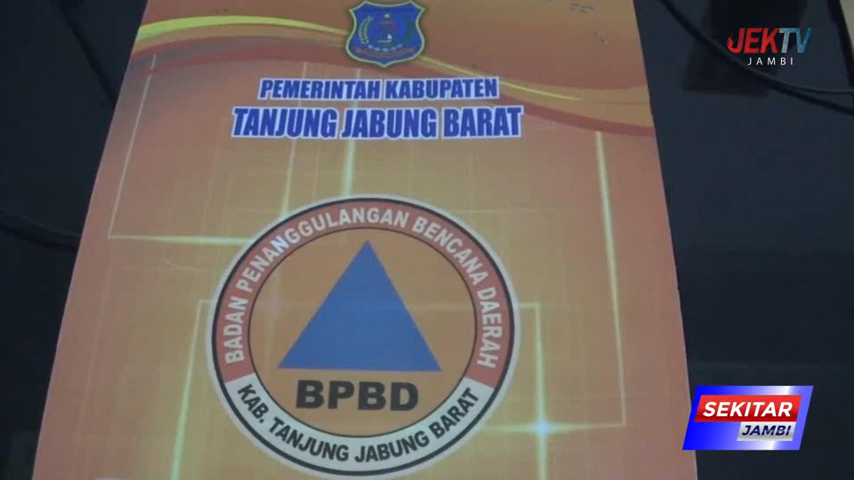 JEKTV
JAMBI
PEMERINTAH KABUPATEN
TANJUNG JABUNG BARAT
BADAN PENANGGULANGAN BENCANA DAERAH
BPBD
KAB. TANJUNG JABUNG BARAT
SEKITAR
JAMBI